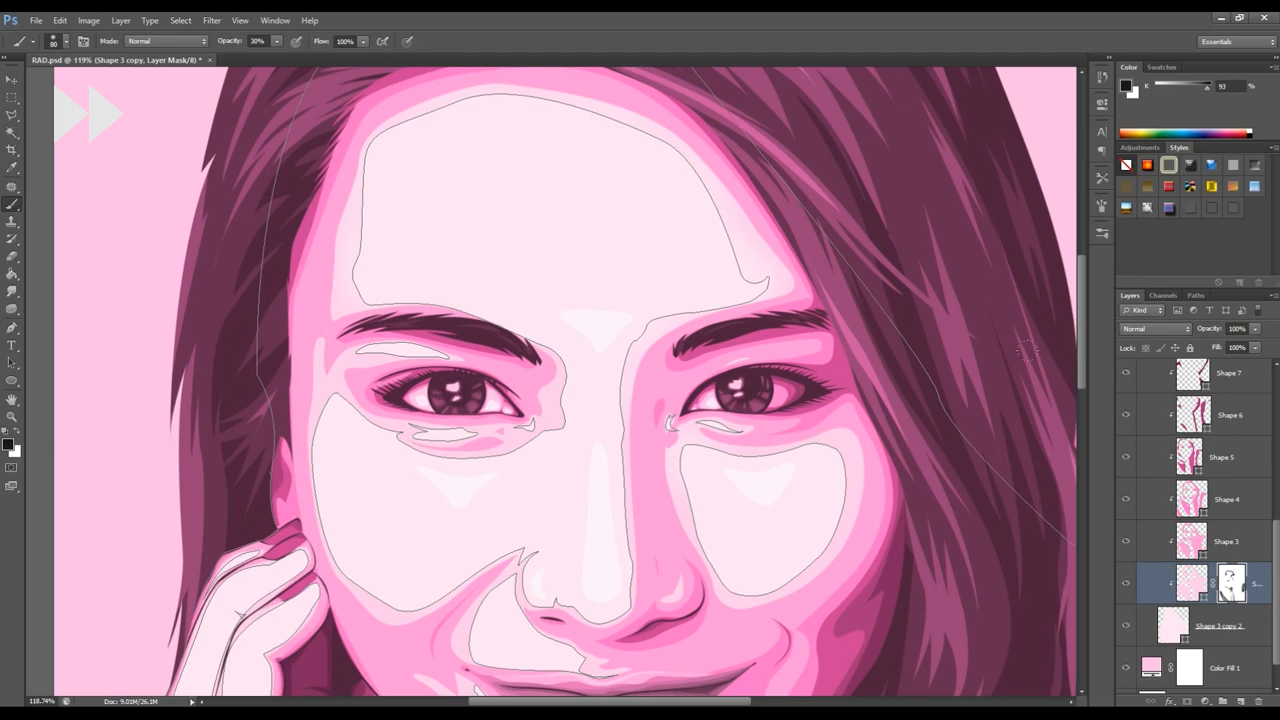 Ps File Edit Image Layer Type Select Filter View Window Help
80 Mode: Normal Opacity: 30% Flow: 100% Essentials
RAD.psd @ 119% (Shape 3 copy, Layer Mask/8) * ×
Color Swatches
K 93 %
Adjustments Styles
Layers Channels Paths
Kind
Normal Opacity: 100%
Lock: Fill: 100%
Shape 7
Shape 6
Shape 5
Shape 4
Shape 3
S...
Shape 3 copy 2
Color Fill 1
118.74% Doc: 9.01M/26.1M